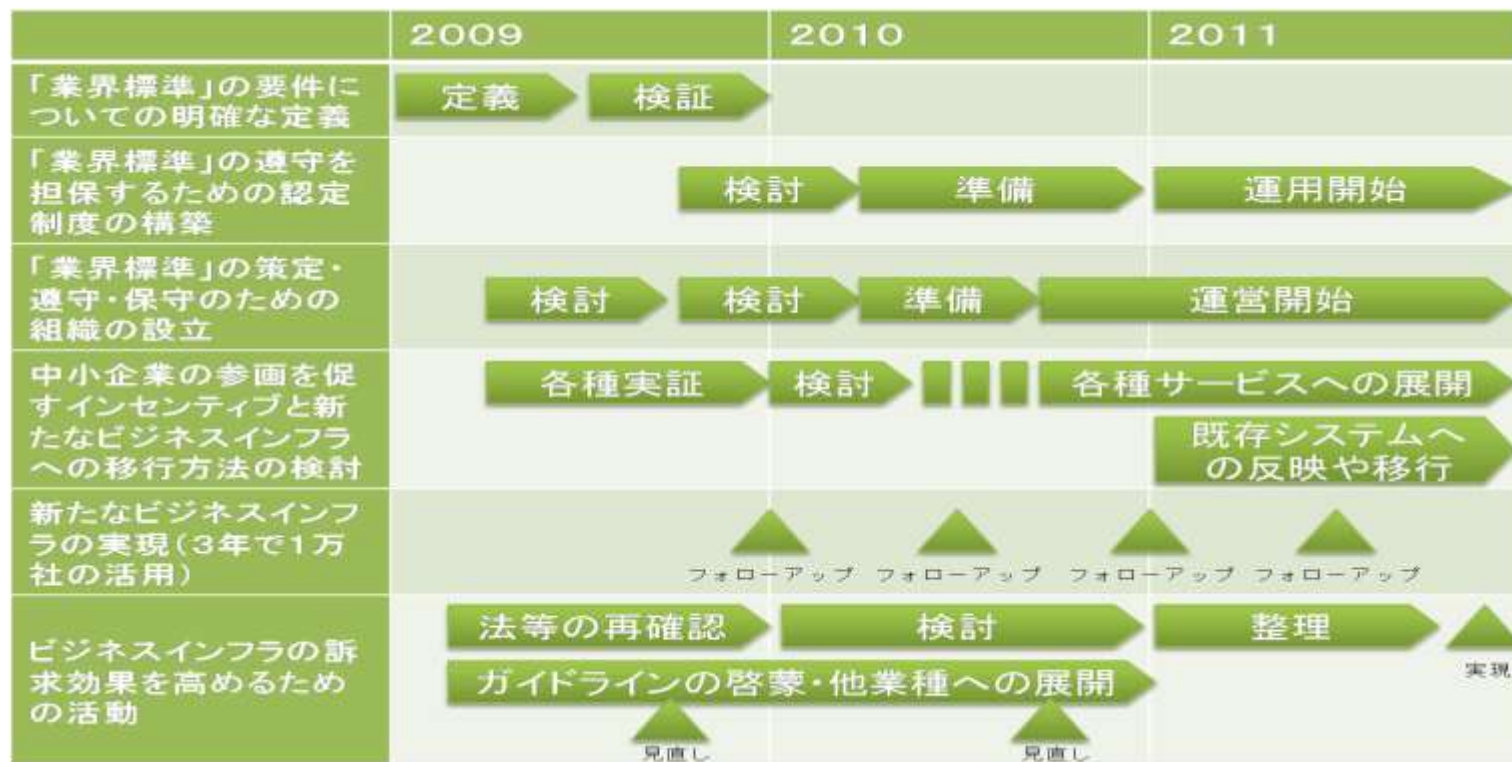 2009 2010 2011
「業界標準」の要件に
ついての明確な定義
定義 検証
「業界標準」の遵守を
担保するための認定
制度の構築
検討 準備 運用開始
「業界標準」の策定・
遵守・保守のための
組織の設立
検討 検討 準備 運営開始
中小企業の参画を促
すインセンティブと新
たなビジネスインフラ
への移行方法の検討
各種実証 検討 各種サービスへの展開
既存システムへ
の反映や移行
新たなビジネスインフ
ラの実現(3年で1万
社の活用)
フォローアップ フォローアップ フォローアップ フォローアップ
ビジネスインフラの訴
求効果を高めるため
の活動
法等の再確認 検討 整理
実現
ガイドラインの啓蒙・他業種への展開
見直し 見直し